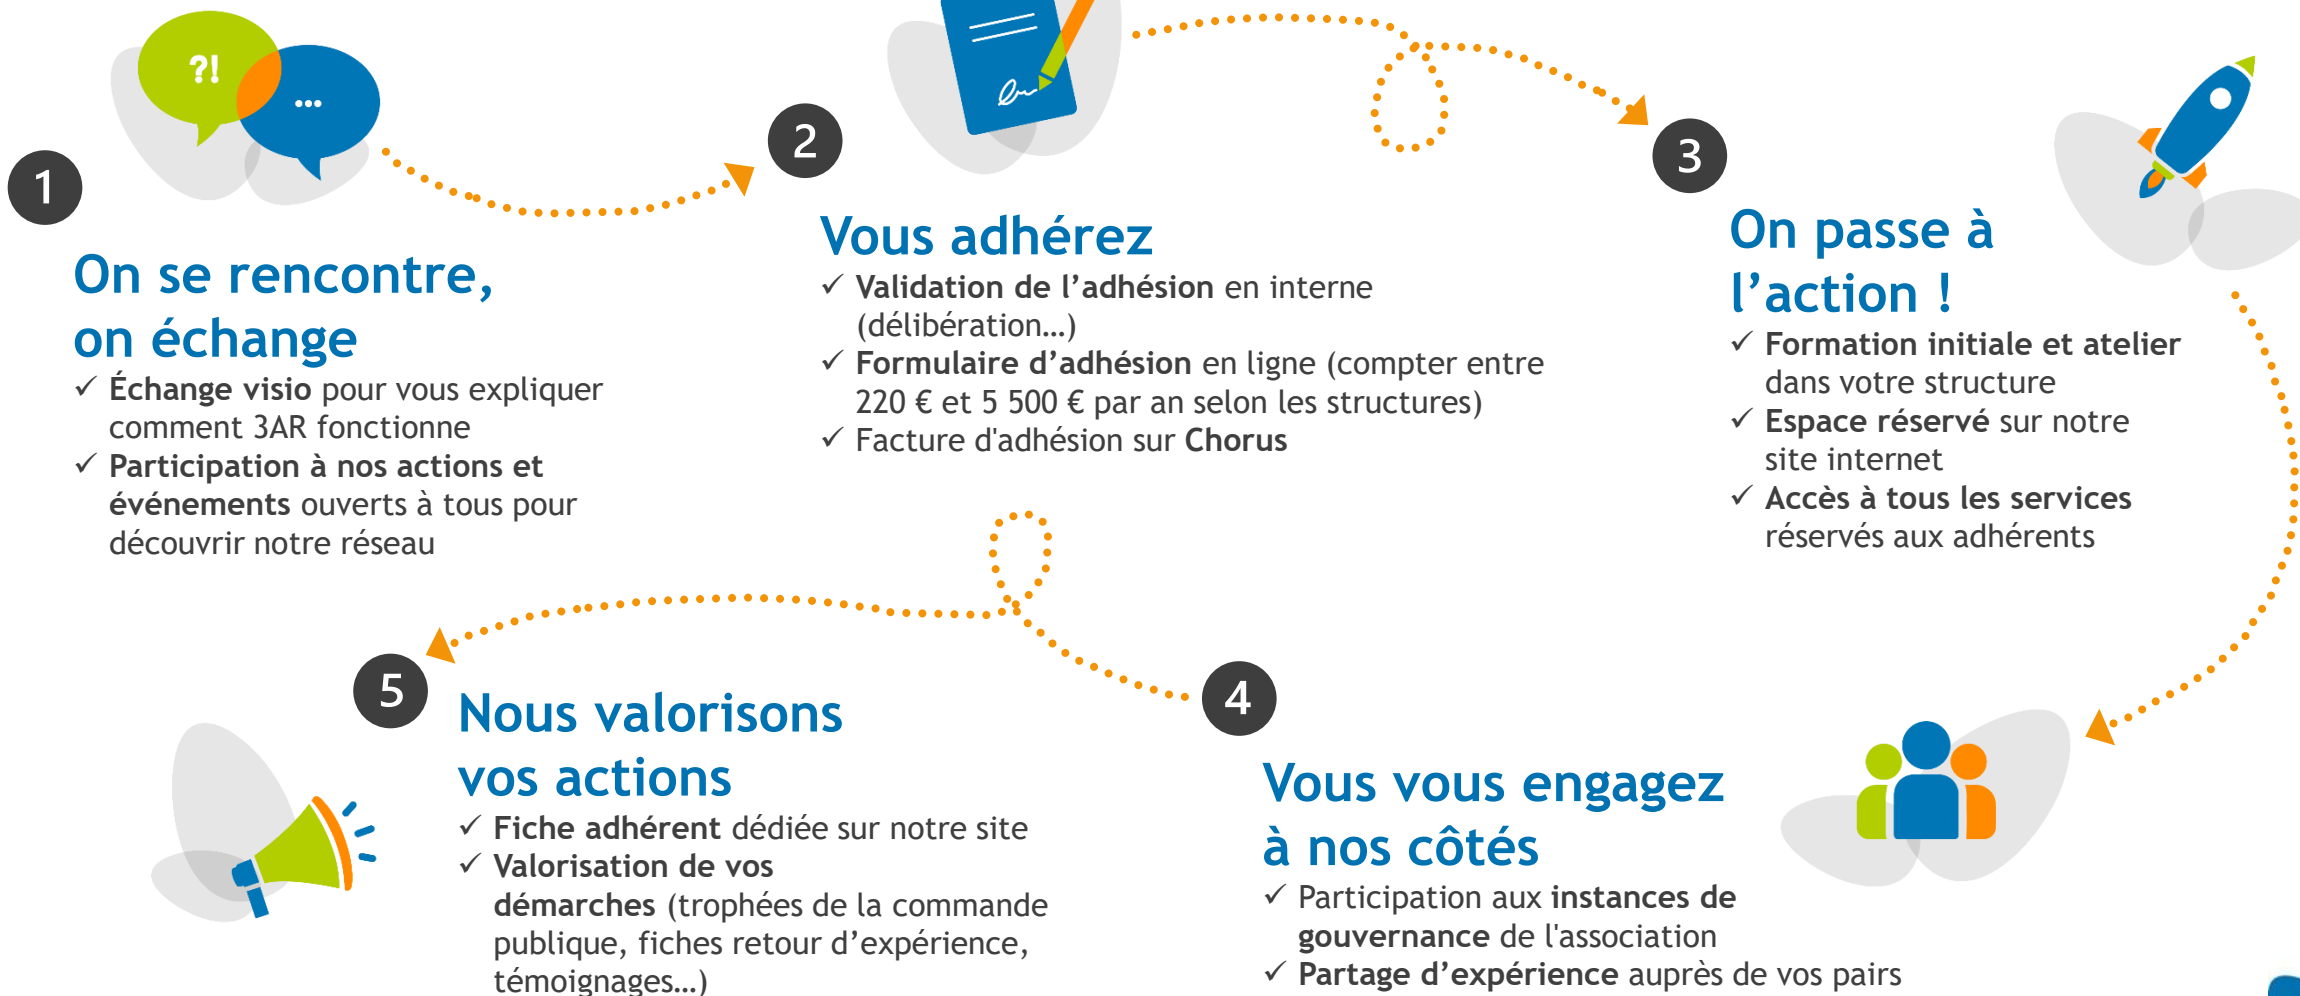 ?!
...
1
On se rencontre,
on échange
✓ Échange visio pour vous expliquer
comment 3AR fonctionne
✓ Participation à nos actions et
événements ouverts à tous pour
découvrir notre réseau
2
Vous adhérez
✓ Validation de l’adhésion en interne
(délibération…)
✓ Formulaire d’adhésion en ligne (compter entre
220 € et 5 500 € par an selon les structures)
✓ Facture d'adhésion sur Chorus
3
On passe à
l’action !
✓ Formation initiale et atelier
dans votre structure
✓ Espace réservé sur notre
site internet
✓ Accès à tous les services
réservés aux adhérents
4
Vous vous engagez
à nos côtés
✓ Participation aux instances de
gouvernance de l'association
✓ Partage d’expérience auprès de vos pairs
5
Nous valorisons
vos actions
✓ Fiche adhérent dédiée sur notre site
✓ Valorisation de vos
démarches (trophées de la commande
publique, fiches retour d’expérience,
témoignages…)